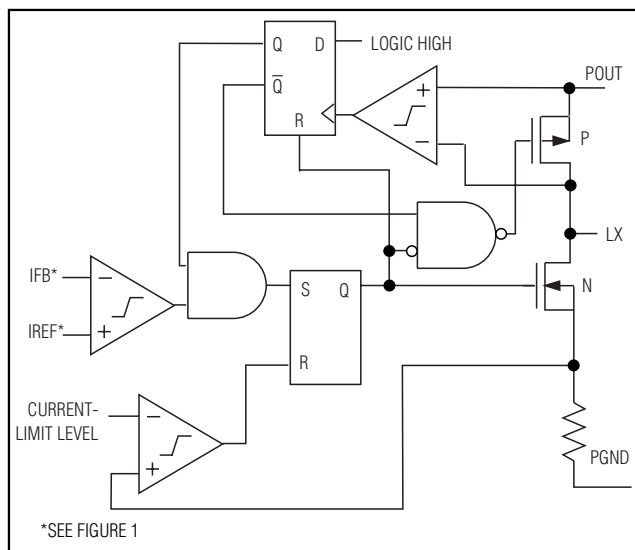 Q D LOGIC HIGH
Q̅
R
POUT
P
LX
IFB*
IREF*
S Q
R
N
CURRENT-
LIMIT LEVEL
PGND
*SEE FIGURE 1